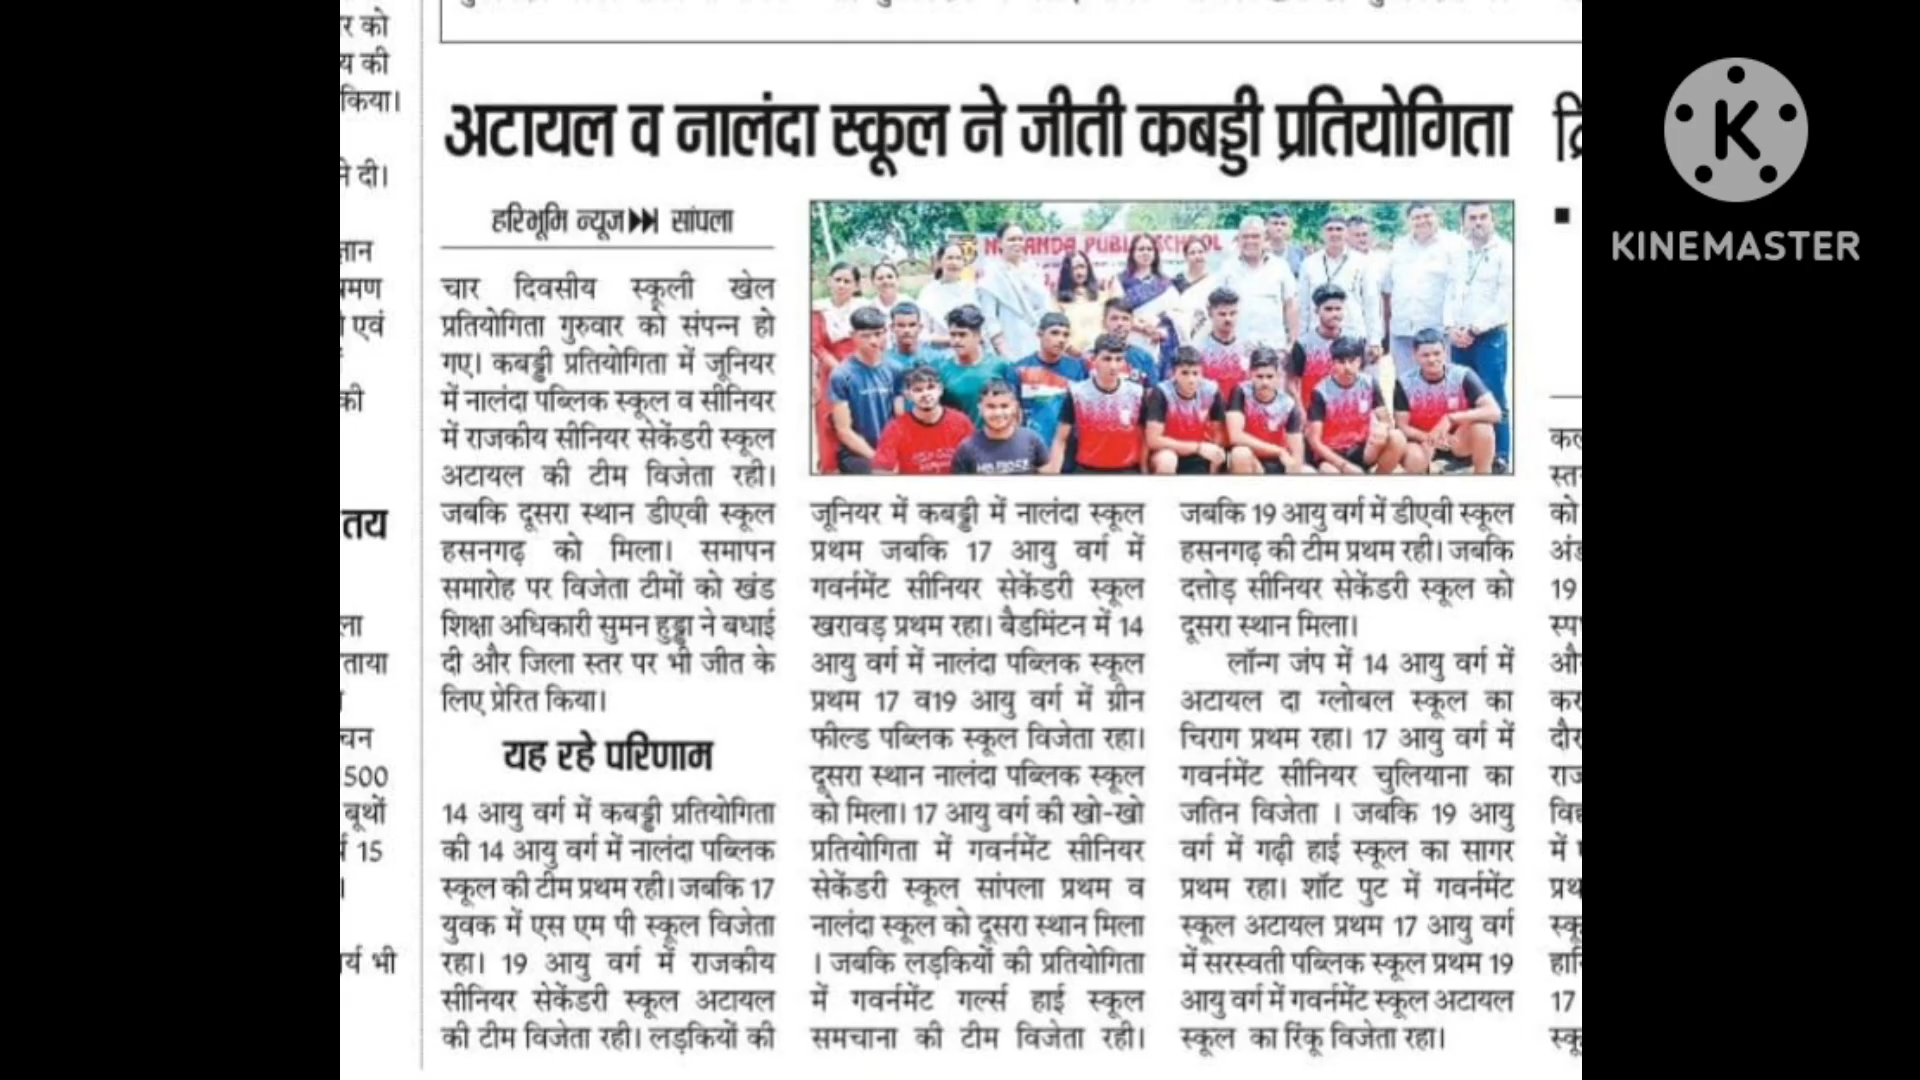 र को
य की
किया।
ने दी।
एवं
की
तय
ला
ताया
500
बूथों
15
र्य भी
अटायल व नालंदा स्कूल ने जीती कबड्डी प्रतियोगिता
हरिभूमि न्यूज▶▶ सांपला
चार दिवसीय स्कूली खेल
प्रतियोगिता गुरुवार को संपन्न हो
गए। कबड्डी प्रतियोगिता में जूनियर
में नालंदा पब्लिक स्कूल व सीनियर
में राजकीय सीनियर सेकेंडरी स्कूल
अटायल की टीम विजेता रही।
जबकि दूसरा स्थान डीएवी स्कूल
हसनगढ़ को मिला। समापन
समारोह पर विजेता टीमों को खंड
शिक्षा अधिकारी सुमन हुड्डा ने बधाई
दी और जिला स्तर पर भी जीत के
लिए प्रेरित किया।
यह रहे परिणाम
14 आयु वर्ग में कबड्डी प्रतियोगिता
की 14 आयु वर्ग में नालंदा पब्लिक
स्कूल की टीम प्रथम रही। जबकि 17
युवक में एस एम पी स्कूल विजेता
रहा। 19 आयु वर्ग में राजकीय
सीनियर सेकेंडरी स्कूल अटायल
की टीम विजेता रही। लड़कियों की
PUBLIC SCHOOL
जूनियर में कबड्डी में नालंदा स्कूल
प्रथम जबकि 17 आयु वर्ग में
गवर्नमेंट सीनियर सेकेंडरी स्कूल
खरावड़ प्रथम रहा। बैडमिंटन में 14
आयु वर्ग में नालंदा पब्लिक स्कूल
प्रथम 17 व19 आयु वर्ग में ग्रीन
फील्ड पब्लिक स्कूल विजेता रहा।
दूसरा स्थान नालंदा पब्लिक स्कूल
को मिला। 17 आयु वर्ग की खो-खो
प्रतियोगिता में गवर्नमेंट सीनियर
सेकेंडरी स्कूल सांपला प्रथम व
नालंदा स्कूल को दूसरा स्थान मिला
। जबकि लड़कियों की प्रतियोगिता
में गवर्नमेंट गर्ल्स हाई स्कूल
समचाना की टीम विजेता रही।
जबकि 19 आयु वर्ग में डीएवी स्कूल
हसनगढ़ की टीम प्रथम रही। जबकि
दत्तोड़ सीनियर सेकेंडरी स्कूल को
दूसरा स्थान मिला।
लॉन्ग जंप में 14 आयु वर्ग में
अटायल दा ग्लोबल स्कूल का
चिराग प्रथम रहा। 17 आयु वर्ग में
गवर्नमेंट सीनियर चुलियाना का
जतिन विजेता । जबकि 19 आयु
वर्ग में गढ़ी हाई स्कूल का सागर
प्रथम रहा। शॉट पुट में गवर्नमेंट
स्कूल अटायल प्रथम 17 आयु वर्ग
में सरस्वती पब्लिक स्कूल प्रथम 19
आयु वर्ग में गवर्नमेंट स्कूल अटायल
स्कूल का रिंकू विजेता रहा।
को
19
में
17
K
KINEMASTER